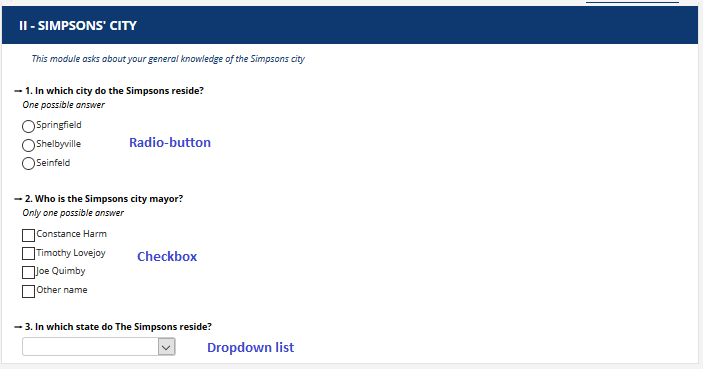 II - SIMPSONS' CITY
This module asks about your general knowledge of the Simpsons city
→ 1. In which city do the Simpsons reside?
One possible answer
Springfield
Shelbyville
Radio-button
Seinfeld
→ 2. Who is the Simpsons city mayor?
Only one possible answer
Constance Harm
Timothy Lovejoy
Checkbox
Joe Quimby
Other name
→ 3. In which state do The Simpsons reside?
Dropdown list